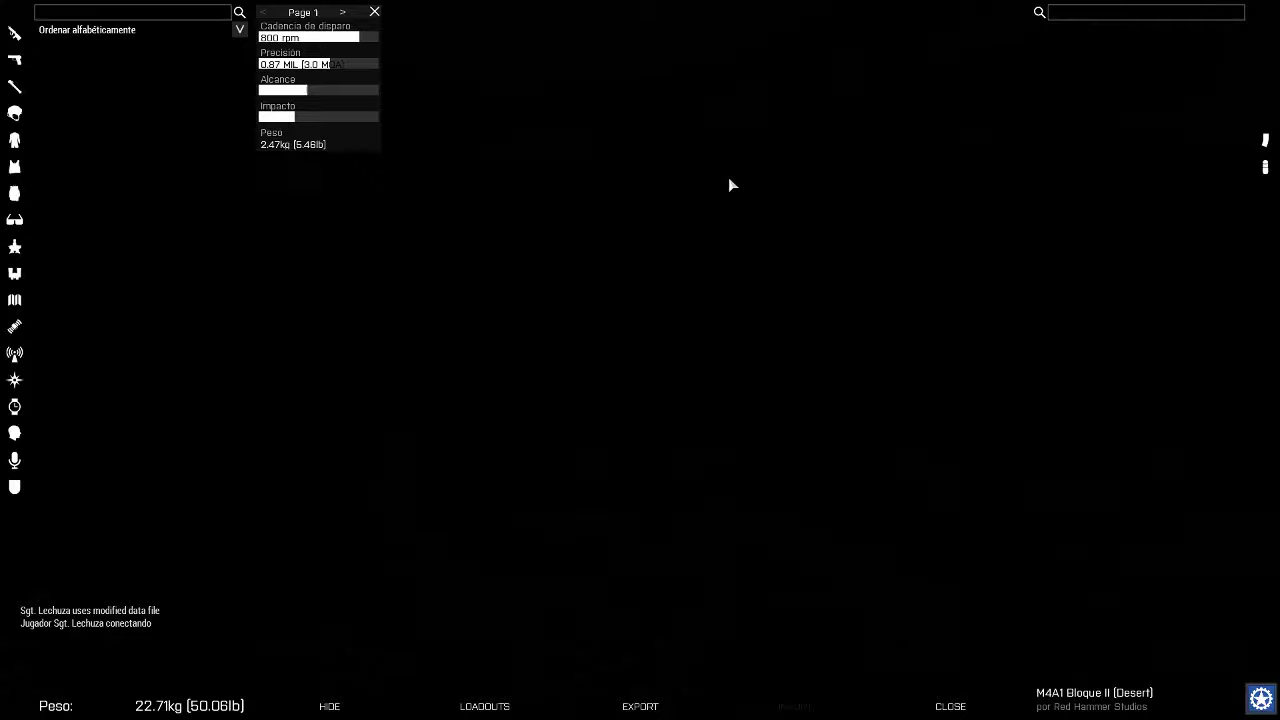 < Page 1 >
Ordenar alfabéticamente
Cadencia de disparo
800 rpm
Precisión
0.87 MIL (3.0 MOA)
Alcance
Impacto
Peso
2.47kg (5.46lb)
Sgt. Lechuza uses modified data file
Jugador Sgt. Lechuza conectando
Peso: 22.71kg (50.06lb)
HIDE
LOADOUTS
EXPORT
CLOSE
M4A1 Bloque II (Desert)
por Red Hammer Studios